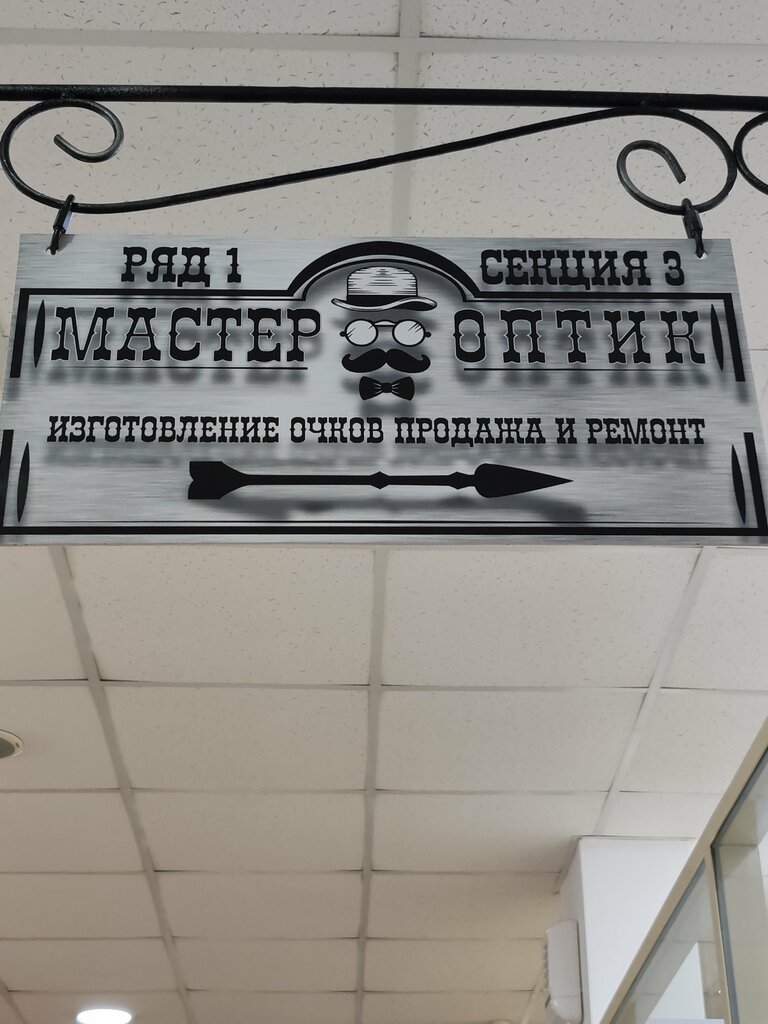 РЯД 1 СЕКЦИЯ 3
МАСТЕР ОПТИК
ИЗГОТОВЛЕНИЕ ОЧКОВ ПРОДАЖА И РЕМОНТ